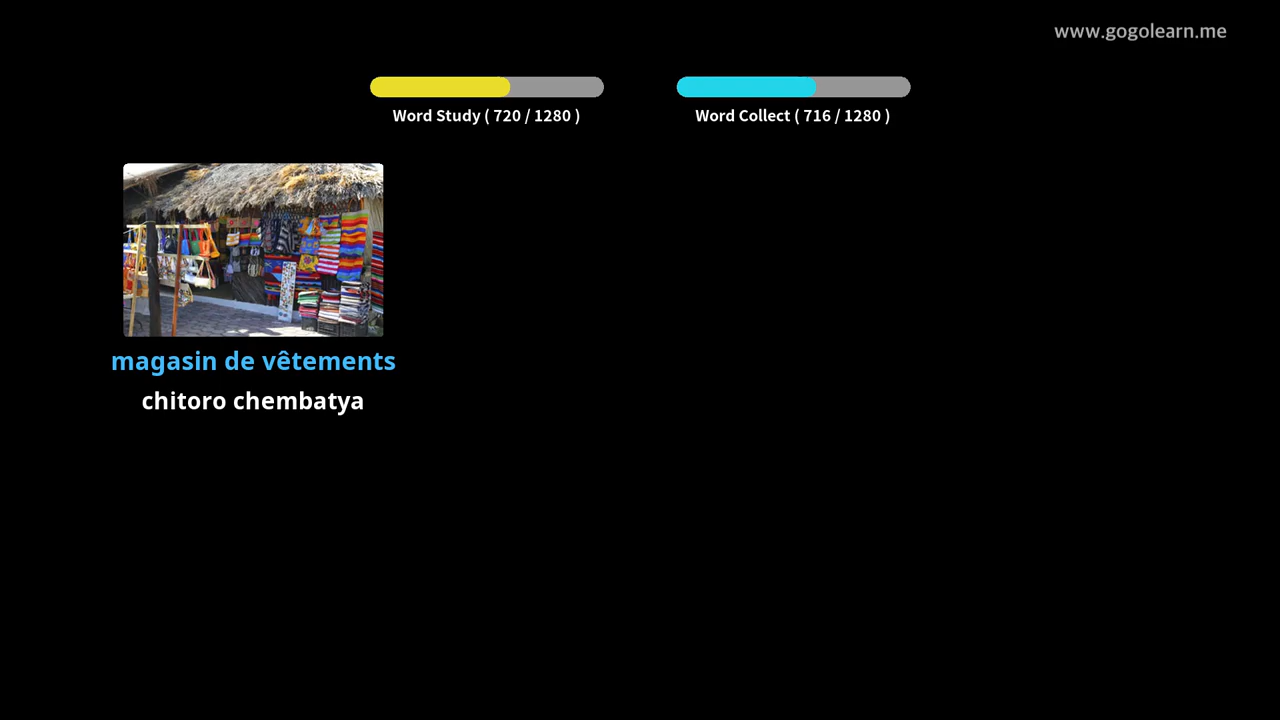 www.gogolearn.me
Word Study ( 720 / 1280 )
Word Collect ( 716 / 1280 )
magasin de vêtements
chitoro chembatya